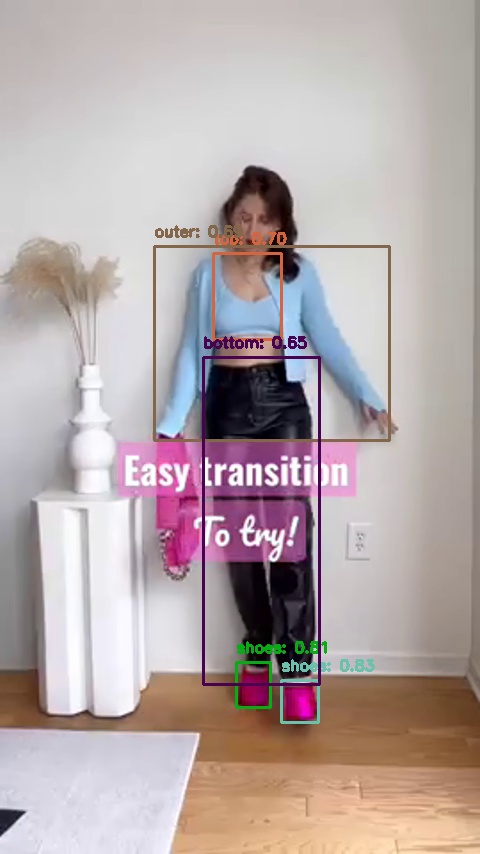 outer: 0.6
top: 0.70
bottom: 0.65
Easy transition
To try!
shoes: 0.81
shoes: 0.83